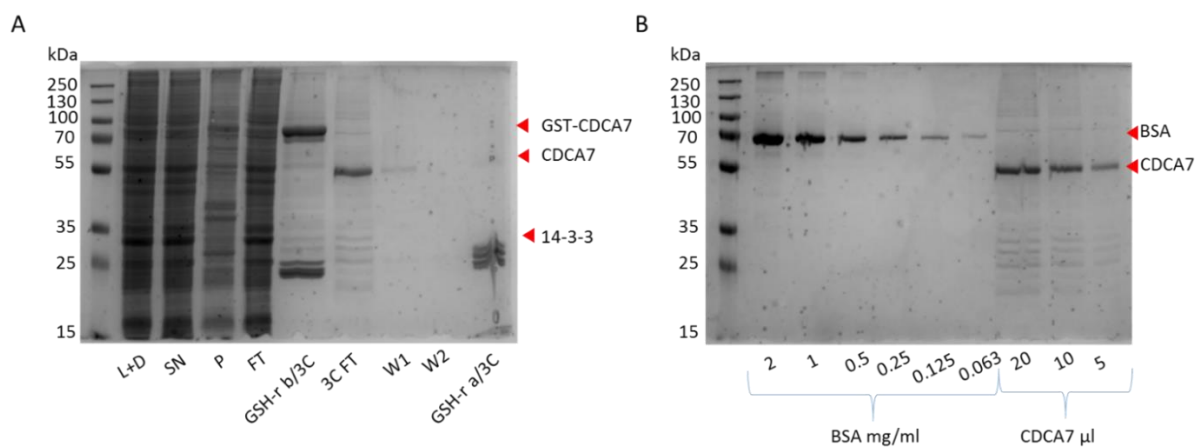 A
kDa
250
130
100
70
55
35
25
15
GST-CDCA7
CDCA7
14-3-3
L+D
SN
P
FT
GSH-r b/3C
3C FT
W1
W2
GSH-r a/3C
B
kDa
250
130
100
70
55
35
25
15
BSA
CDCA7
2
1
0.5
0.25
0.125
0.063
20
10
5
BSA mg/ml
CDCA7 µl